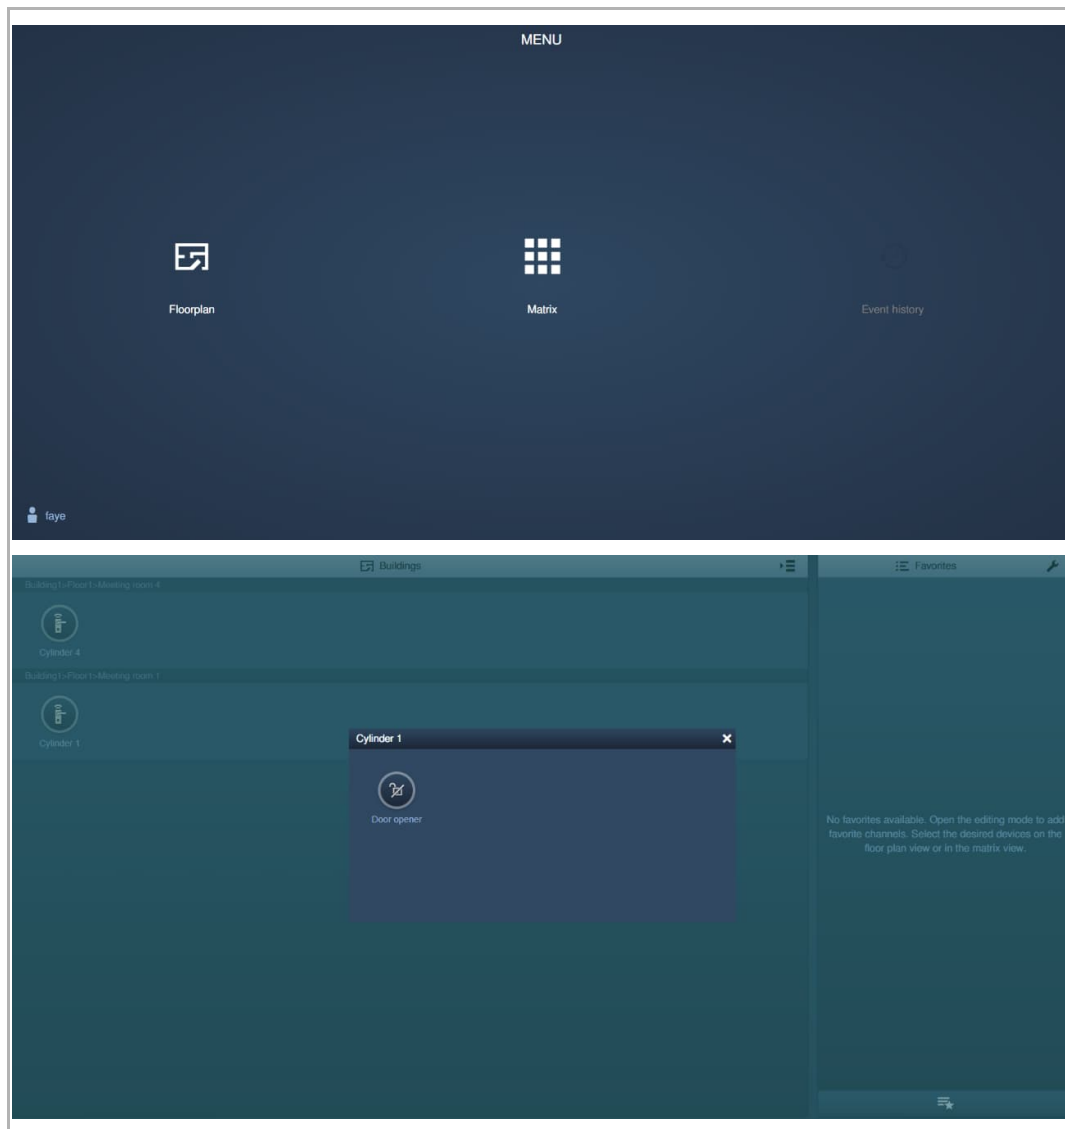 MENU
Floorplan
Matrix
Event history
faye
Buildings
Favorites
Building1>Floor1>Meeting room 4
Cylinder 4
Building1>Floor1>Meeting room 1
Cylinder 1
Cylinder 1
Door opener
No favorites available. Open the editing mode to add
favorite channels. Select the desired devices on the
floor plan view or in the matrix view.